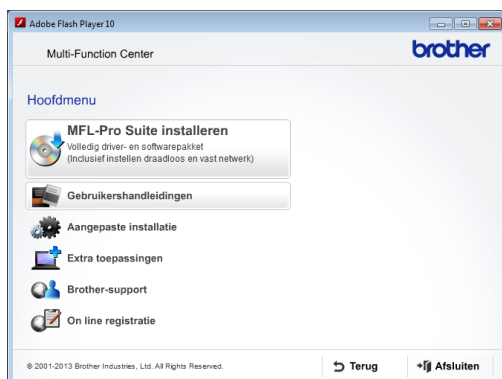 Adobe Flash Player 10
Multi-Function Center
brother
Hoofdmenu
MFL-Pro Suite installeren
Volledig driver- en softwarepakket
(Inclusief instellen draadloos en vast netwerk)
Gebruikershandleidingen
Aangepaste installatie
Extra toepassingen
Brother-support
On line registratie
© 2001-2013 Brother Industries, Ltd. All Rights Reserved.
Terug
Afsluiten